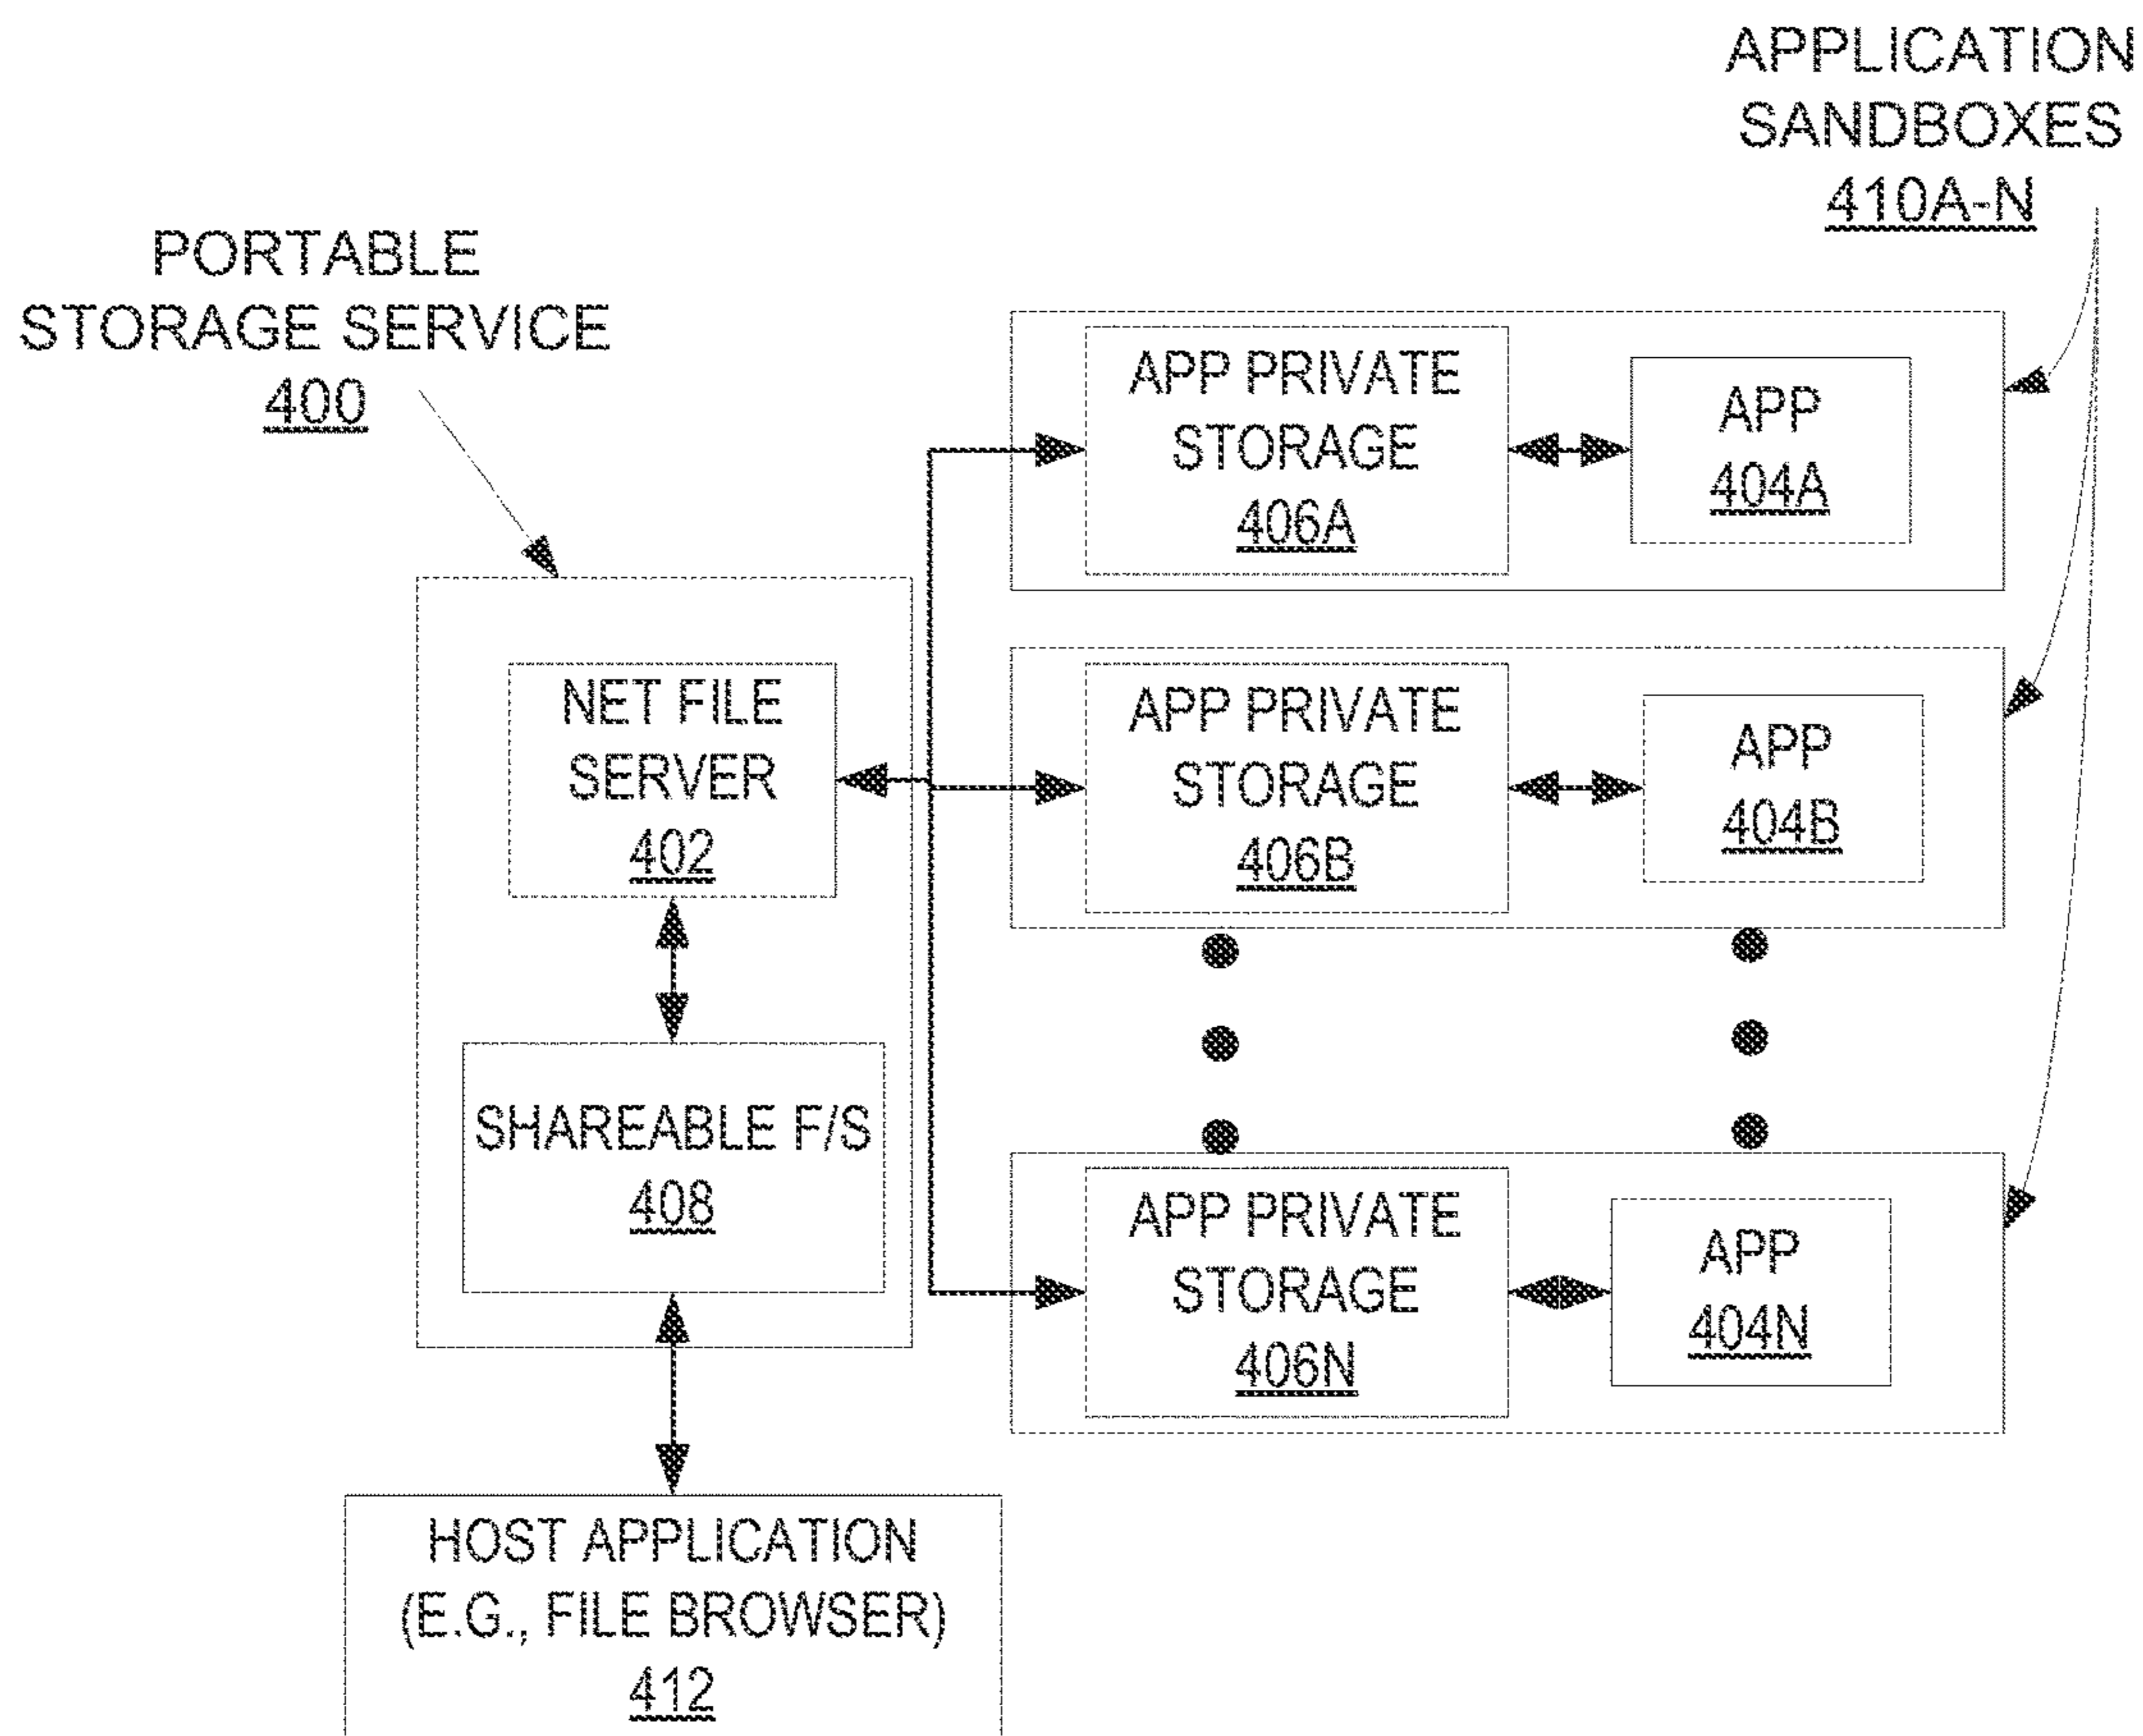 APPLICATION
SANDBOXES
410A-N
PORTABLE
STORAGE SERVICE
400
APP PRIVATE
STORAGE
406A
APP
404A
NET FILE
SERVER
402
APP PRIVATE
STORAGE
406B
APP
404B
SHAREABLE F/S
408
APP PRIVATE
STORAGE
406N
APP
404N
HOST APPLICATION
(E.G., FILE BROWSER)
412